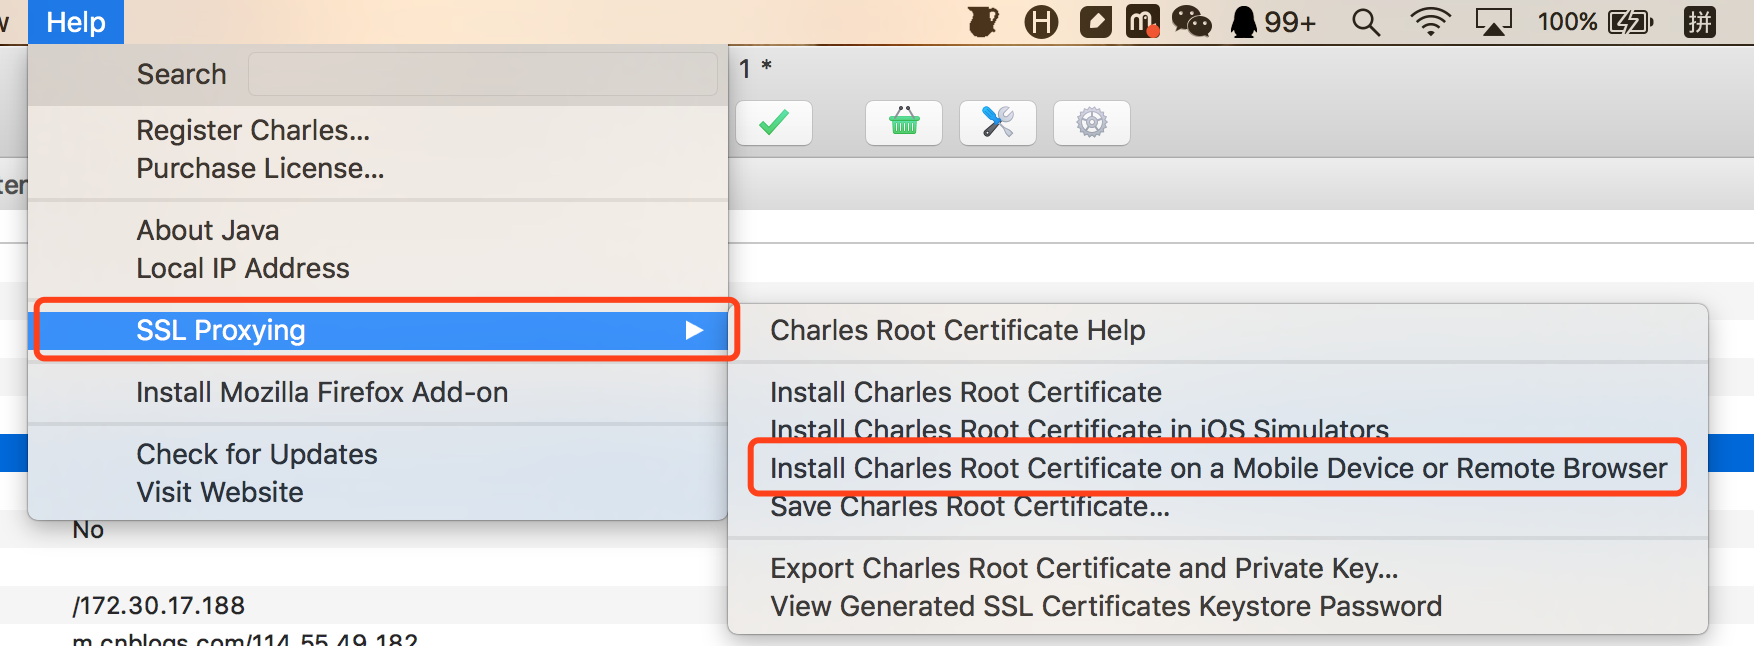 Help
99+
100%
拼
1 *
Search
Register Charles...
Purchase License...
About Java
Local IP Address
SSL Proxying
Install Mozilla Firefox Add-on
Check for Updates
Visit Website
Charles Root Certificate Help
Install Charles Root Certificate
Install Charles Root Certificate in iOS Simulators
Install Charles Root Certificate on a Mobile Device or Remote Browser
Save Charles Root Certificate...
Export Charles Root Certificate and Private Key...
View Generated SSL Certificates Keystore Password
No
/172.30.17.188
m.cnblogs.com/114.55.49.182